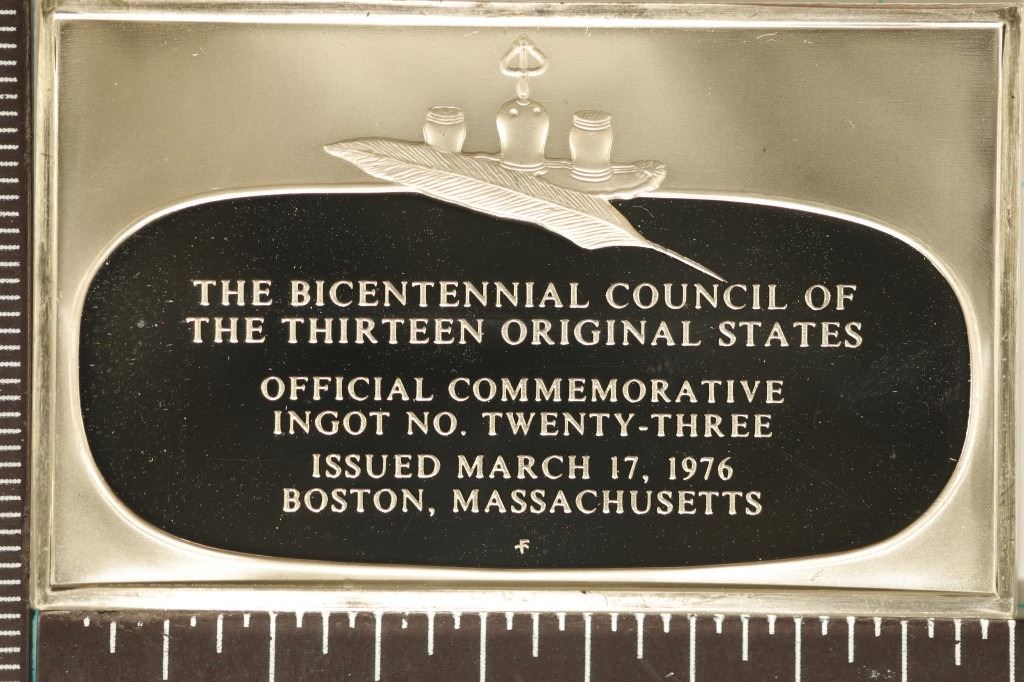 THE BICENTENNIAL COUNCIL OF
THE THIRTEEN ORIGINAL STATES
OFFICIAL COMMEMORATIVE
INGOT NO. TWENTY-THREE
ISSUED MARCH 17, 1976
BOSTON, MASSACHUSETTS